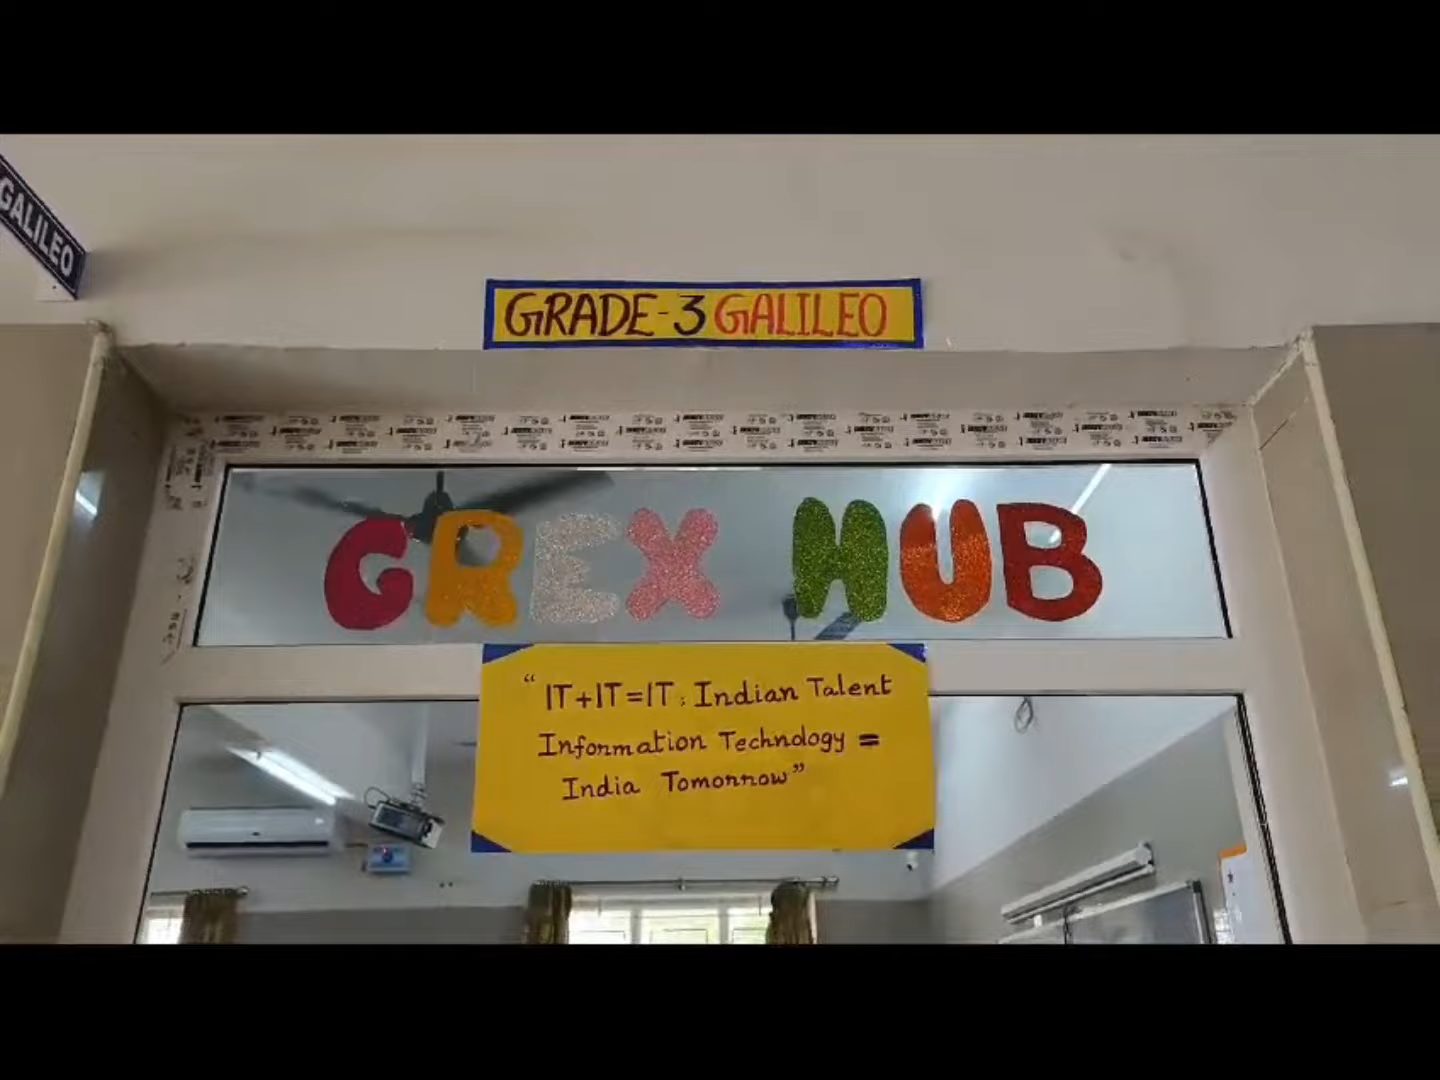 GALILEO
GRADE-3 GALILEO
GREX HUB
“ IT+IT=IT : Indian Talent
Information Technology =
India Tomorrow”